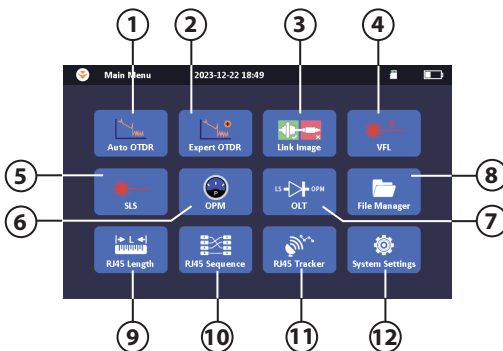 1 2 3 4
Main Menu 2023-12-22 18:49
V
Auto OTDR Expert OTDR Link Image VFL
5 8
P LS OPM
SLS OPM OLT File Manager
6 7
L
RJ45 Length RJ45 Sequence RJ45 Tracker System Settings
9 10 11 12